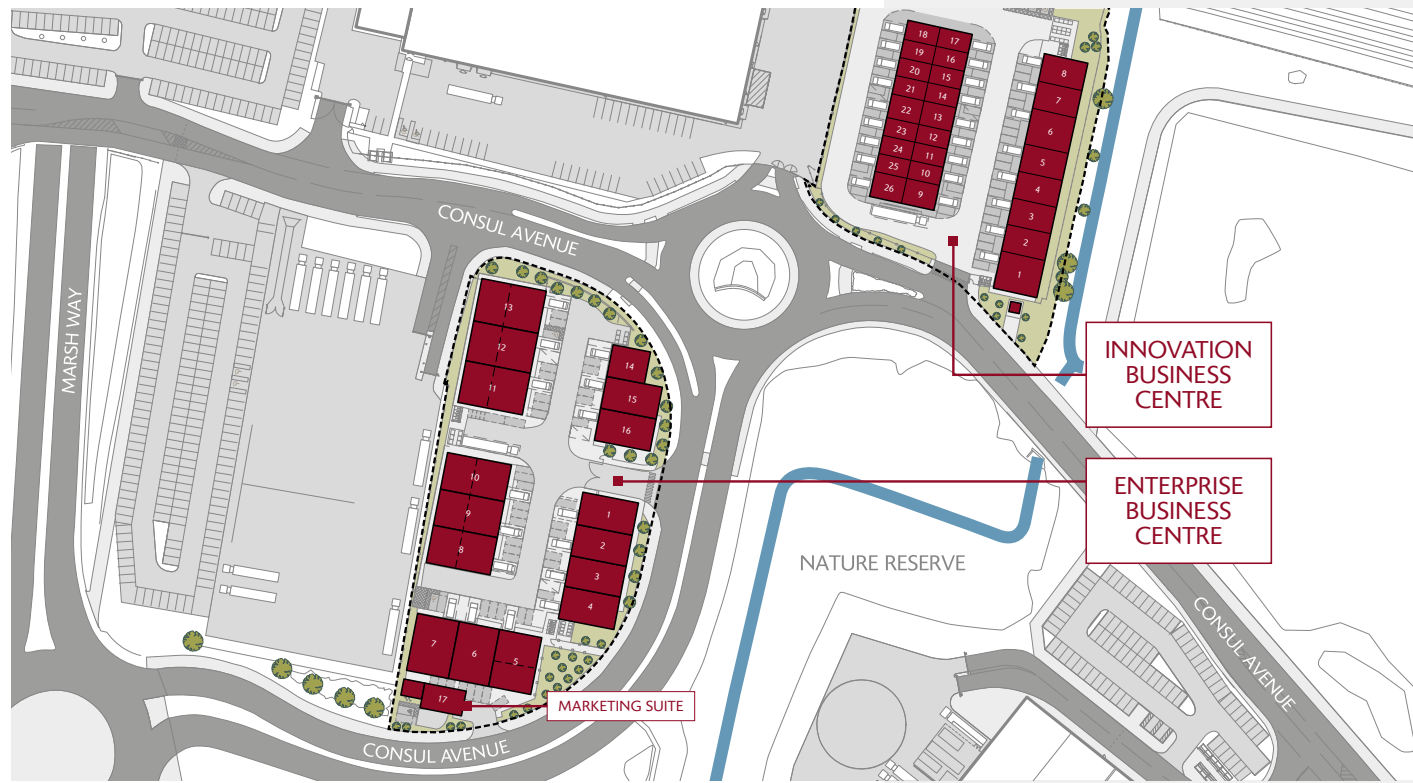 18 17
19 16
20 15
21 14
22 13
23 12
24 11
25 10
26 9
8
7
6
5
4
3
2
1
CONSUL AVENUE
MARSH WAY
13
12
11
14
15
16
10
9
8
1
2
3
4
7 6 5
17
MARKETING SUITE
CONSUL AVENUE
INNOVATION
BUSINESS
CENTRE
ENTERPRISE
BUSINESS
CENTRE
NATURE RESERVE
CONSUL AVENUE